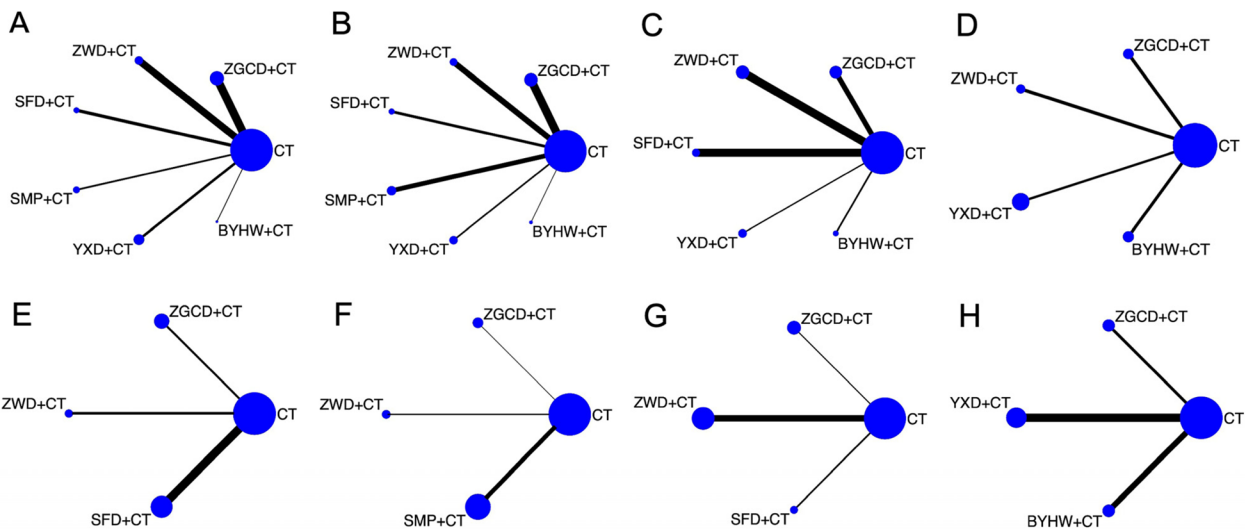 A
ZWD+CT
ZGCD+CT
SFD+CT
CT
SMP+CT
YXD+CT
BYHW+CT
B
ZWD+CT
ZGCD+CT
SFD+CT
CT
SMP+CT
YXD+CT
BYHW+CT
C
ZWD+CT
ZGCD+CT
SFD+CT
CT
YXD+CT
BYHW+CT
D
ZGCD+CT
ZWD+CT
CT
YXD+CT
BYHW+CT
E
ZGCD+CT
ZWD+CT
CT
SFD+CT
F
ZGCD+CT
ZWD+CT
CT
SMP+CT
G
ZGCD+CT
ZWD+CT
CT
SFD+CT
H
ZGCD+CT
YXD+CT
CT
BYHW+CT